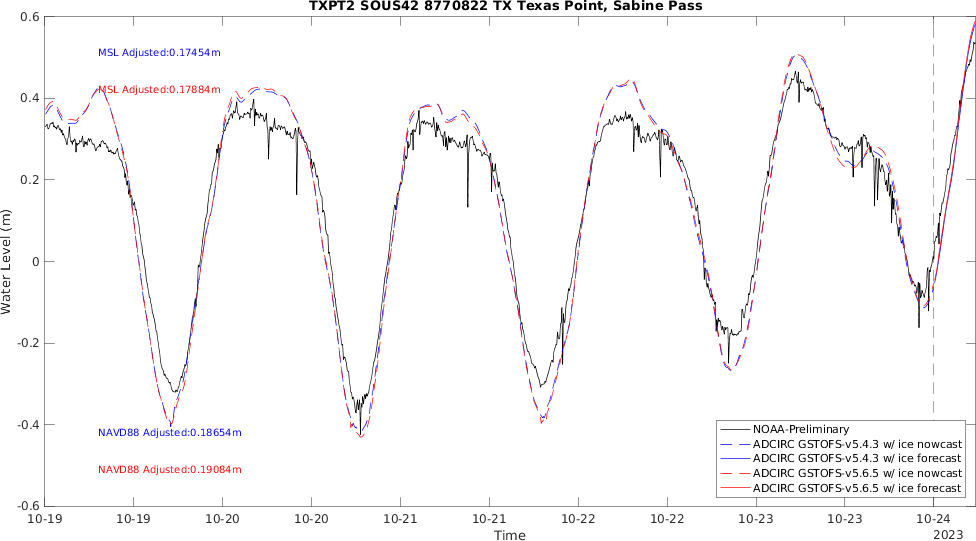 TXPT2 SOUS42 8770822 TX Texas Point, Sabine Pass
0.6
MSL Adjusted:0.17454m
MSL Adjusted:0.17884m
0.4
0.2
0
-0.2
-0.4
-0.6
Water Level (m)
NAVD88 Adjusted:0.18654m
NAVD88 Adjusted:0.19084m
NOAA-Preliminary
ADCIRC GSTOFS-v5.4.3 w/ ice nowcast
ADCIRC GSTOFS-v5.4.3 w/ ice forecast
ADCIRC GSTOFS-v5.6.5 w/ ice nowcast
ADCIRC GSTOFS-v5.6.5 w/ ice forecast
10-19 10-19 10-20 10-20 10-21 10-21 10-22 10-22 10-23 10-23 10-24
Time 2023